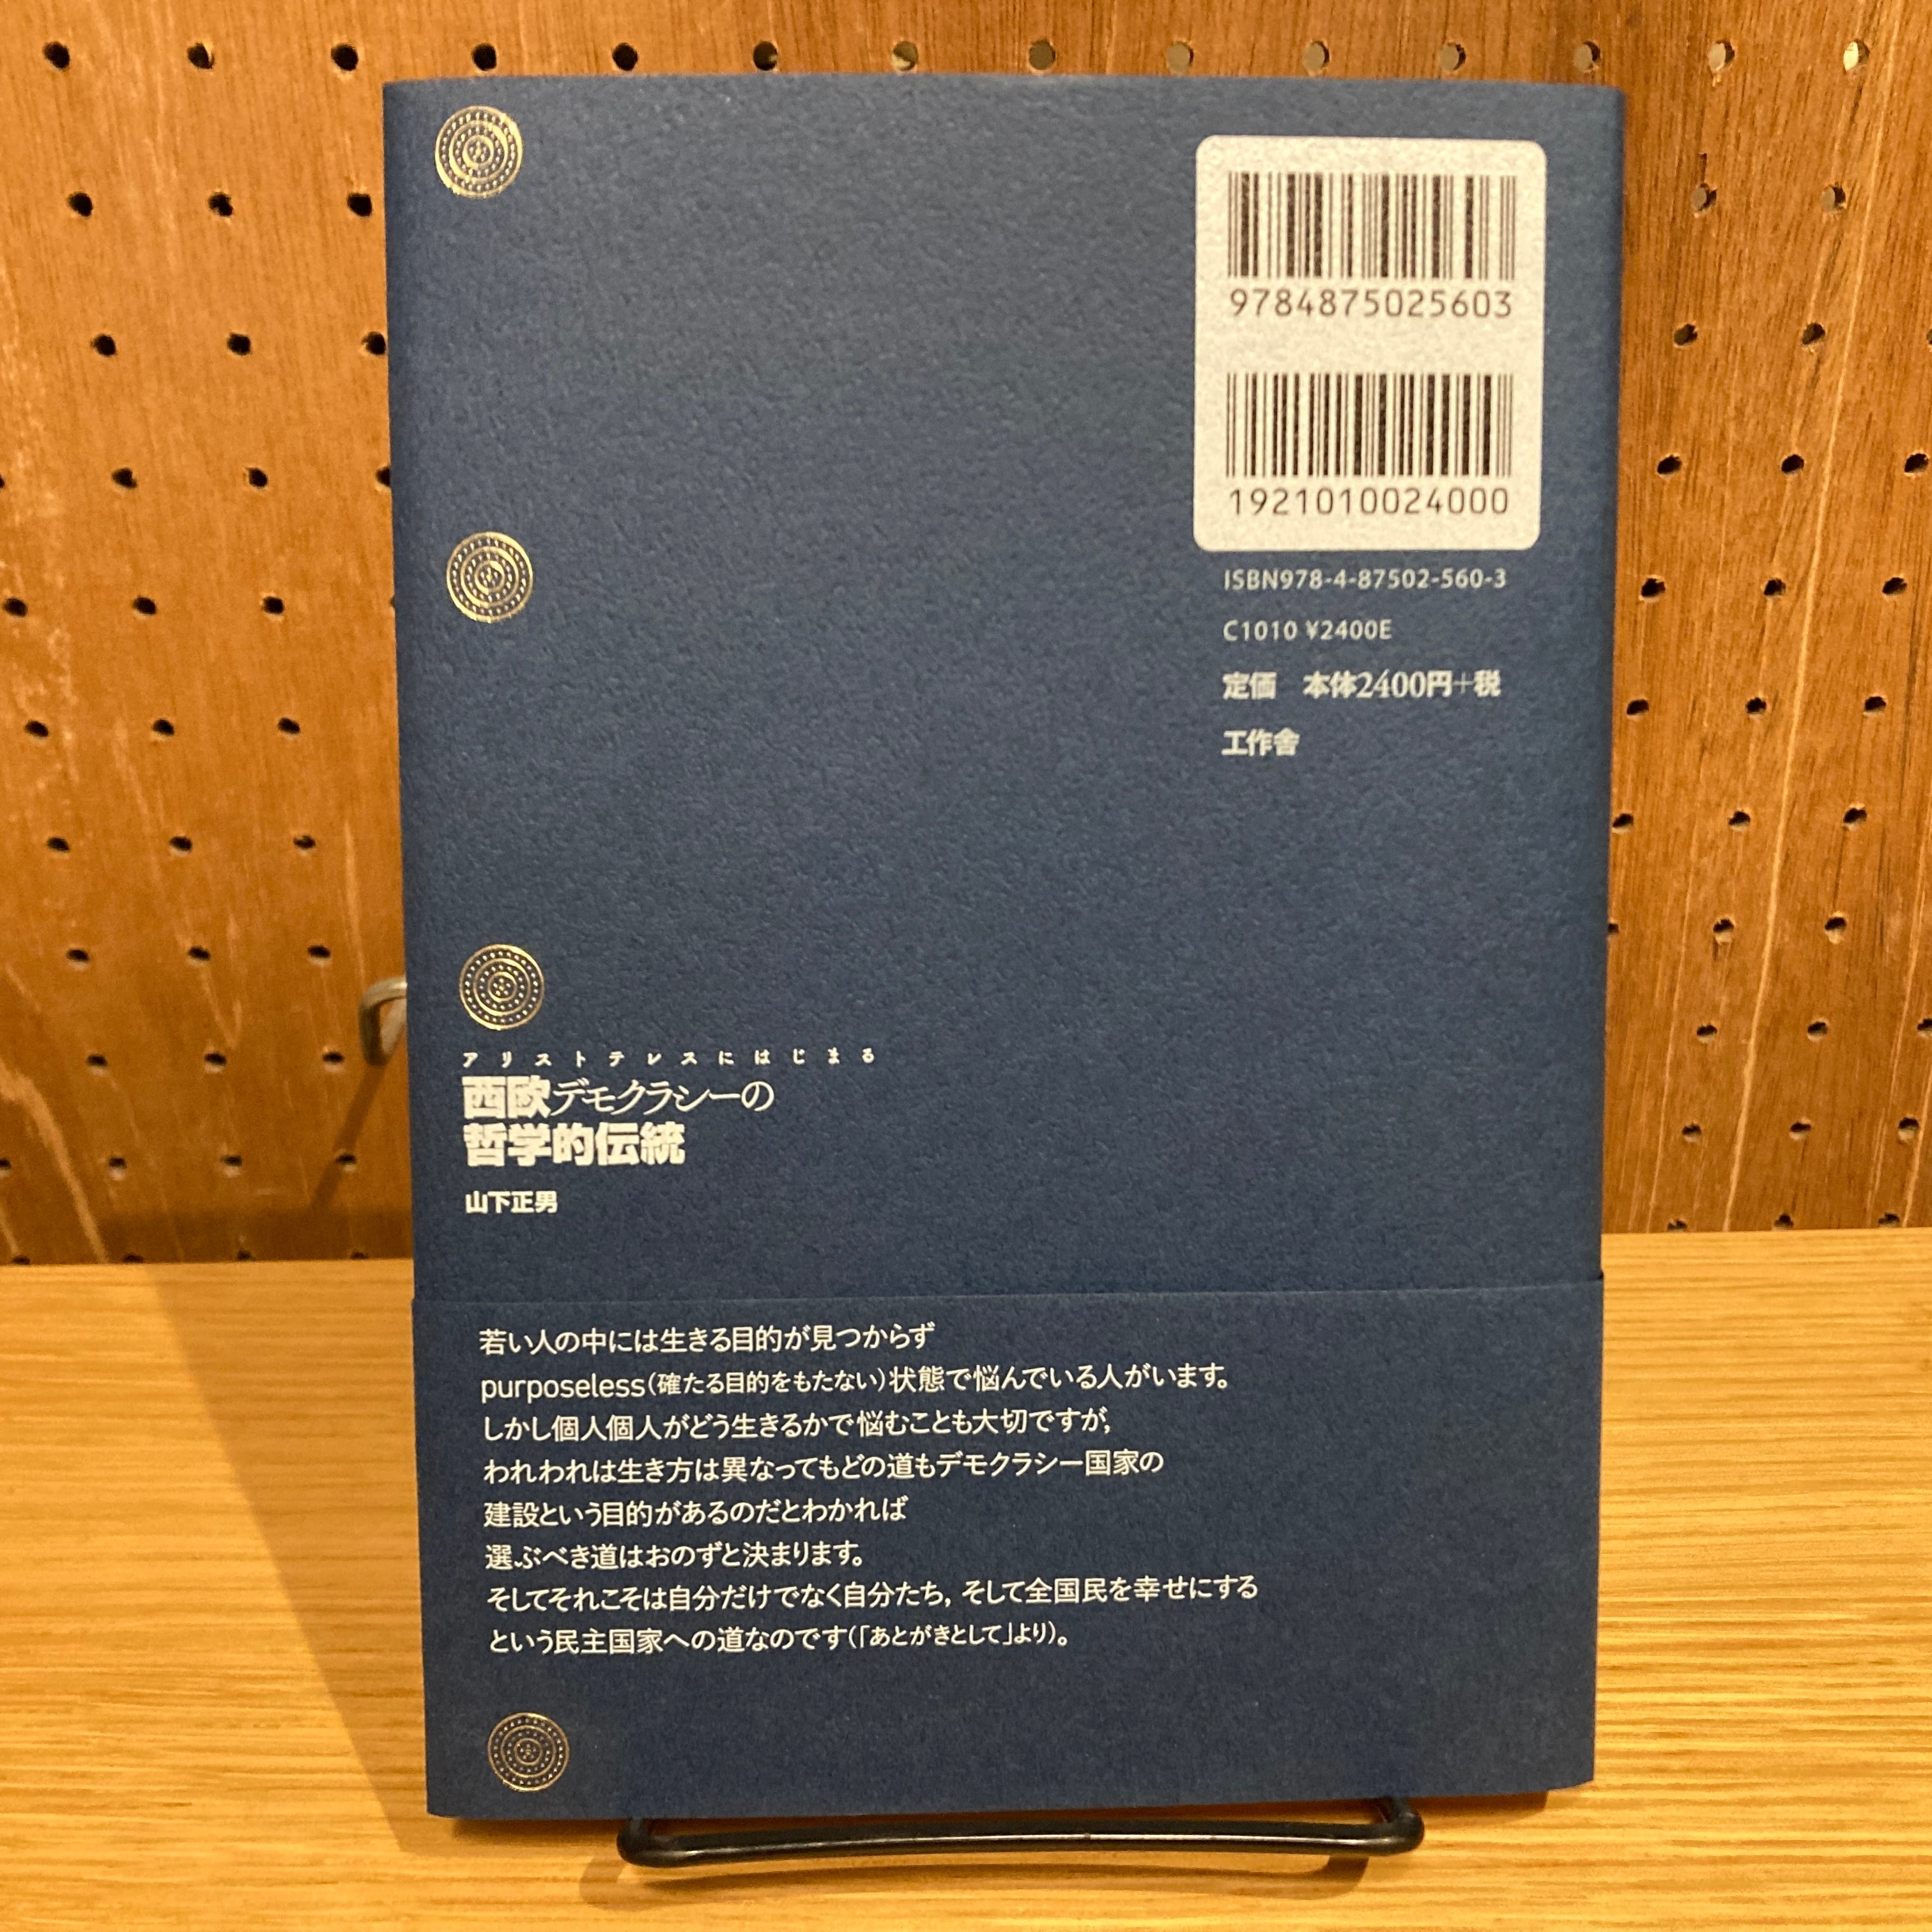 9784875025603
1921010024000
ISBN978-4-87502-560-3
C1010 ¥2400E
定価　本体2400円+税
工作舎
アリストテレスにはじまる
西欧デモクラシーの
哲学的伝統
山下正男
若い人の中には生きる目的が見つからず
purposeless(確たる目的をもたない)状態で悩んでいる人がいます。
しかし個人個人がどう生きるかで悩むことも大切ですが,
われわれは生き方は異なってもどの道もデモクラシー国家の
建設という目的があるのだとわかれば
選ぶべき道はおのずと決まります。
そしてそれこそは自分だけでなく自分たち, そして全国民を幸せにする
という民主国家への道なのです(「あとがきとして」より)。